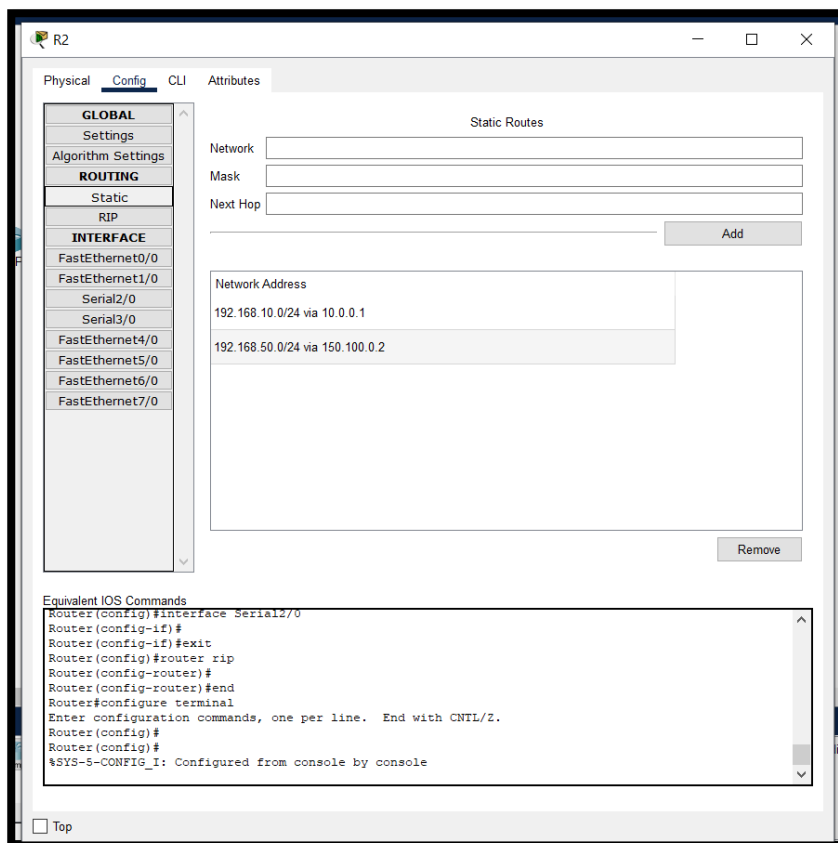 R2
Physical Config CLI Attributes
GLOBAL
Settings
Algorithm Settings
ROUTING
Static
RIP
INTERFACE
FastEthernet0/0
FastEthernet1/0
Serial2/0
Serial3/0
FastEthernet4/0
FastEthernet5/0
FastEthernet6/0
FastEthernet7/0
Static Routes
Network
Mask
Next Hop
Add
Network Address
192.168.10.0/24 via 10.0.0.1
192.168.50.0/24 via 150.100.0.2
Remove
Equivalent IOS Commands
Router(config)#interface Serial2/0
Router(config-if)#
Router(config-if)#exit
Router(config)#router rip
Router(config-router)#
Router(config-router)#end
Router#configure terminal
Enter configuration commands, one per line. End with CNTL/Z.
Router(config)#
Router(config)#
%SYS-5-CONFIG_I: Configured from console by console
Top